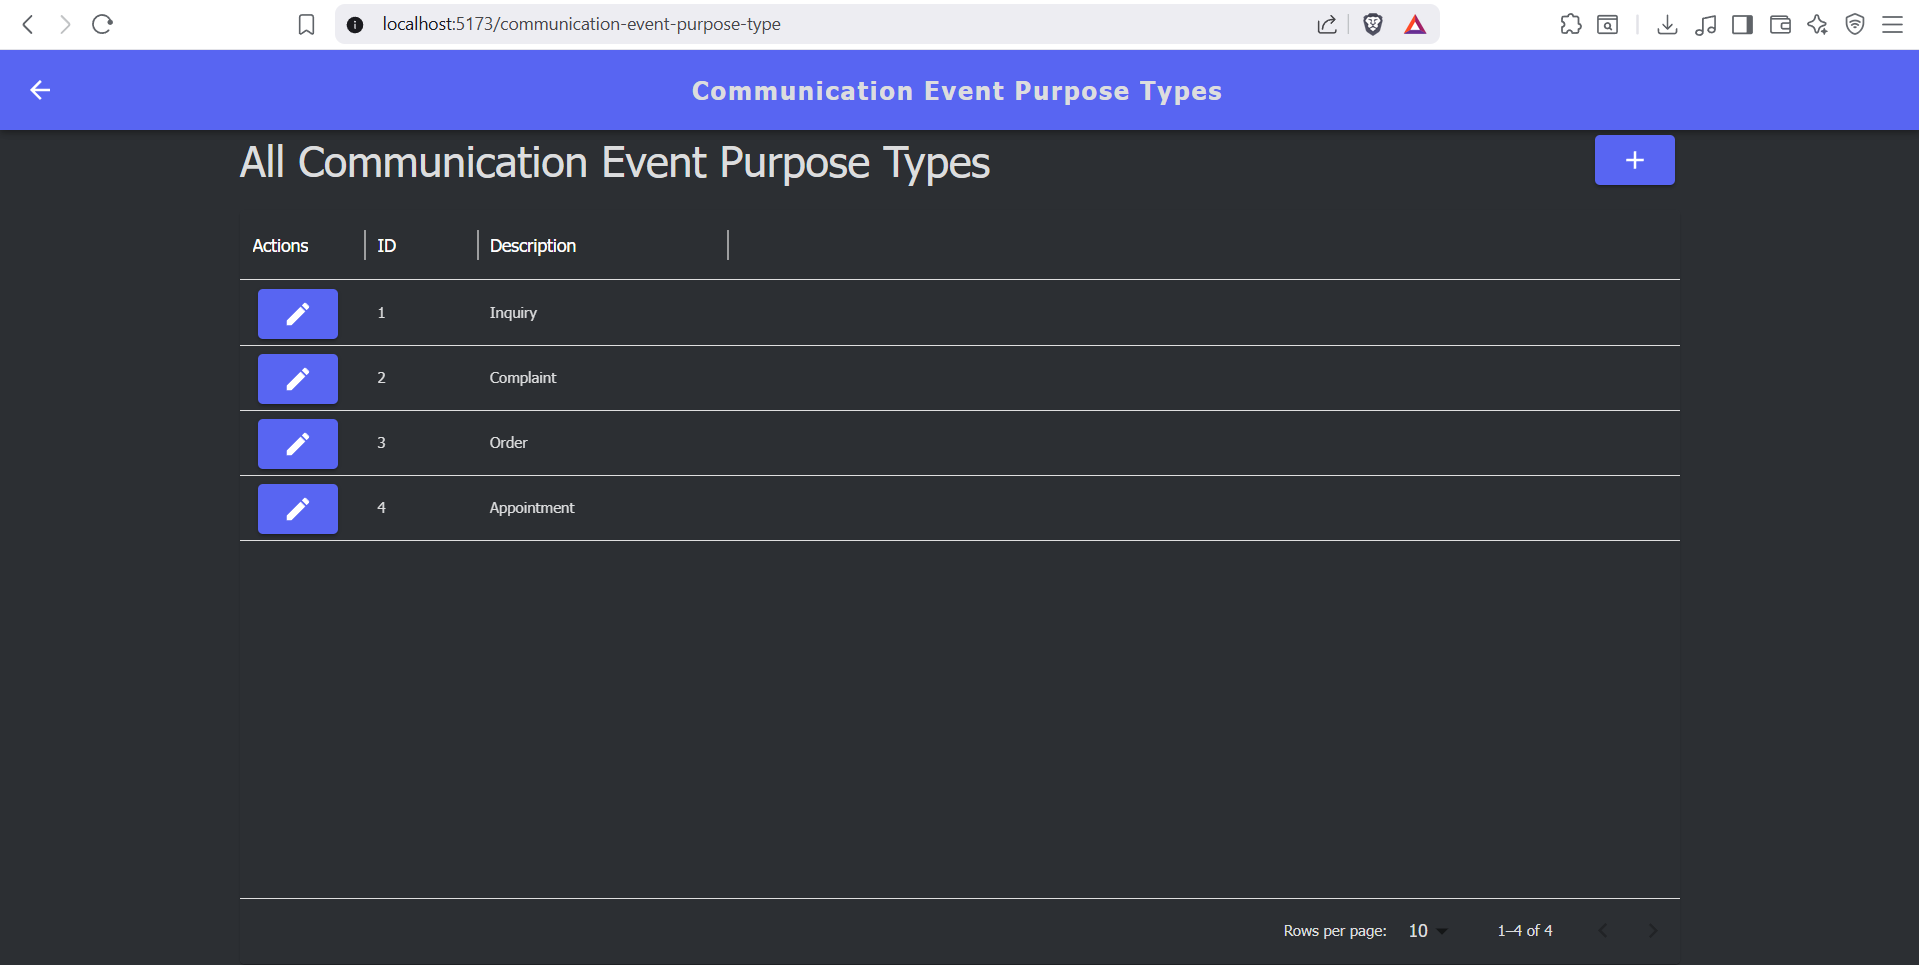 localhost:5173/communication-event-purpose-type
Communication Event Purpose Types
All Communication Event Purpose Types
Actions ID Description
1 Inquiry
2 Complaint
3 Order
4 Appointment
Rows per page: 10 1–4 of 4